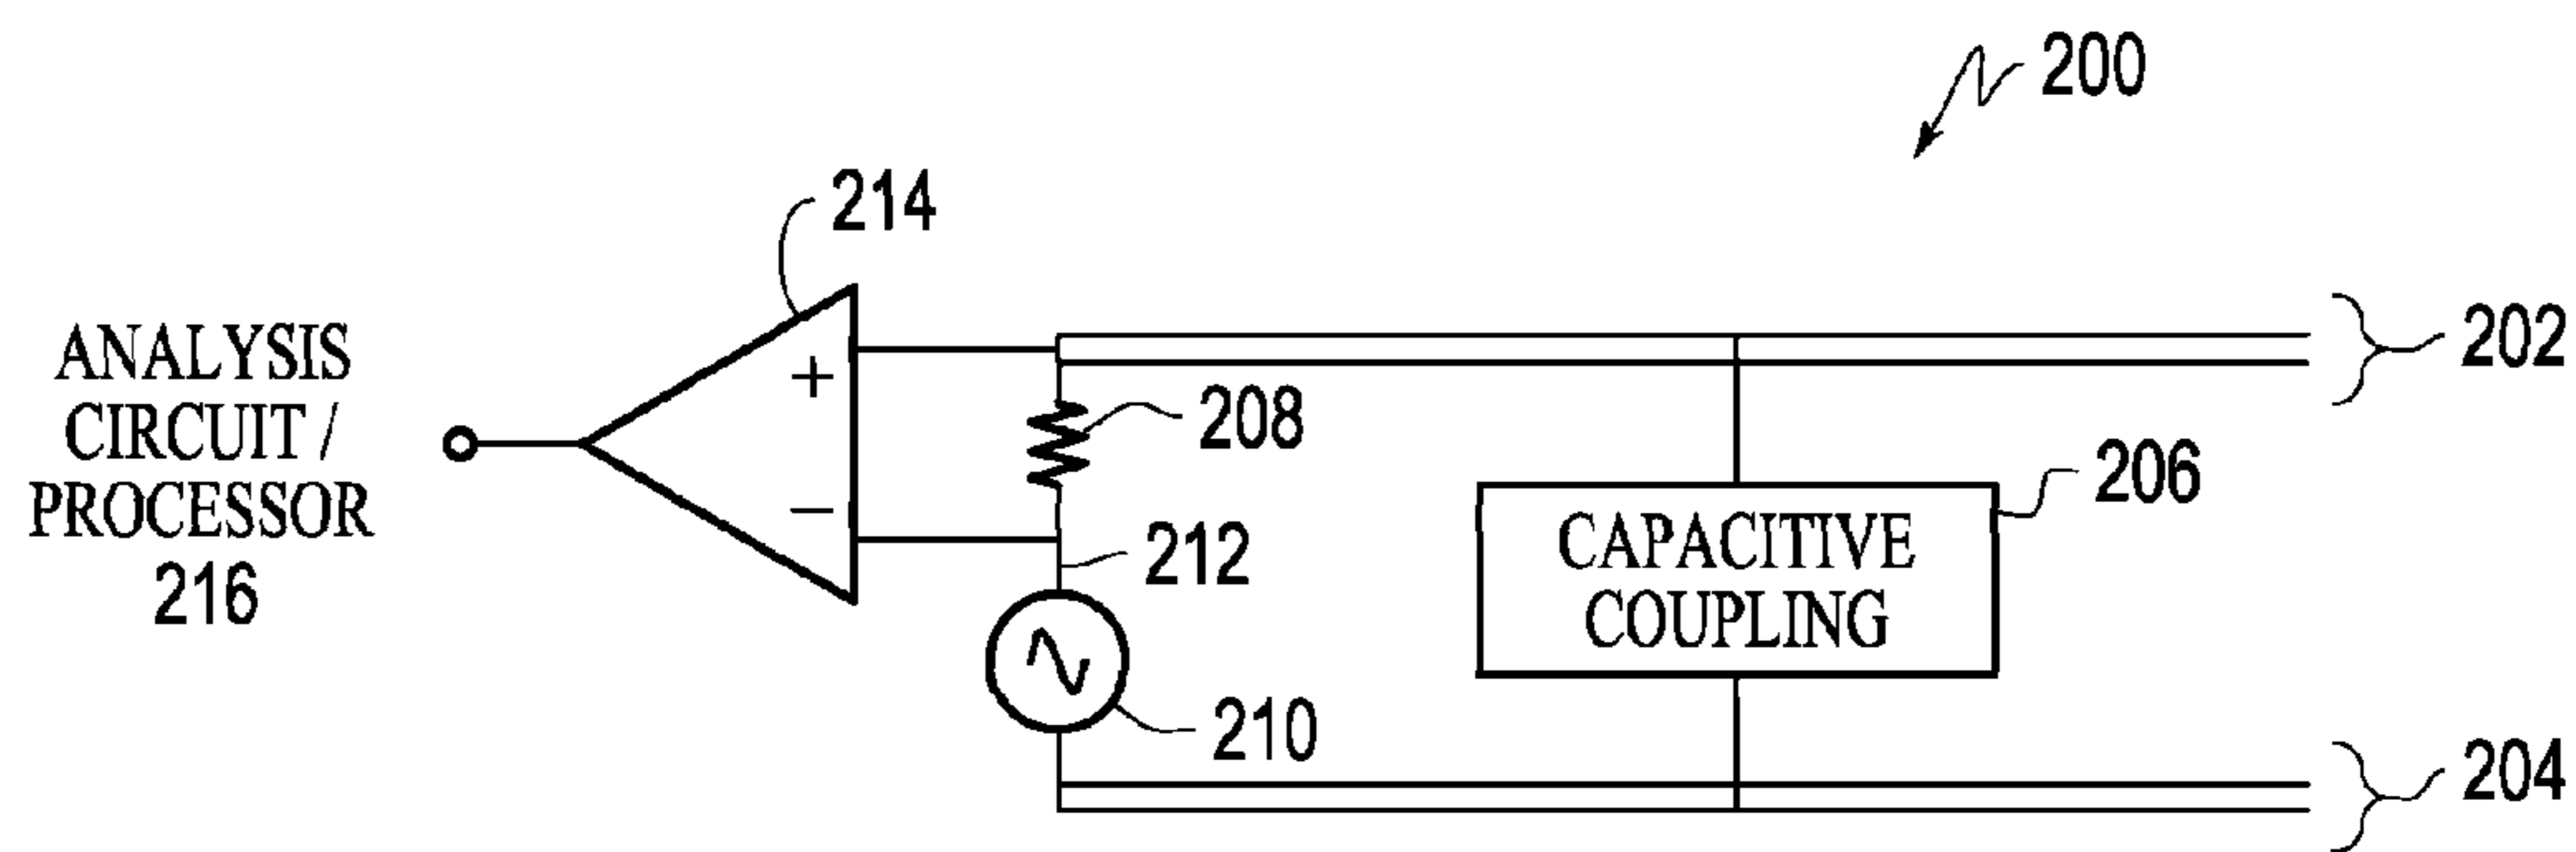 200
214
202
ANALYSIS
CIRCUIT /
PROCESSOR
216
+
−
208
206
CAPACITIVE
COUPLING
212
210
204